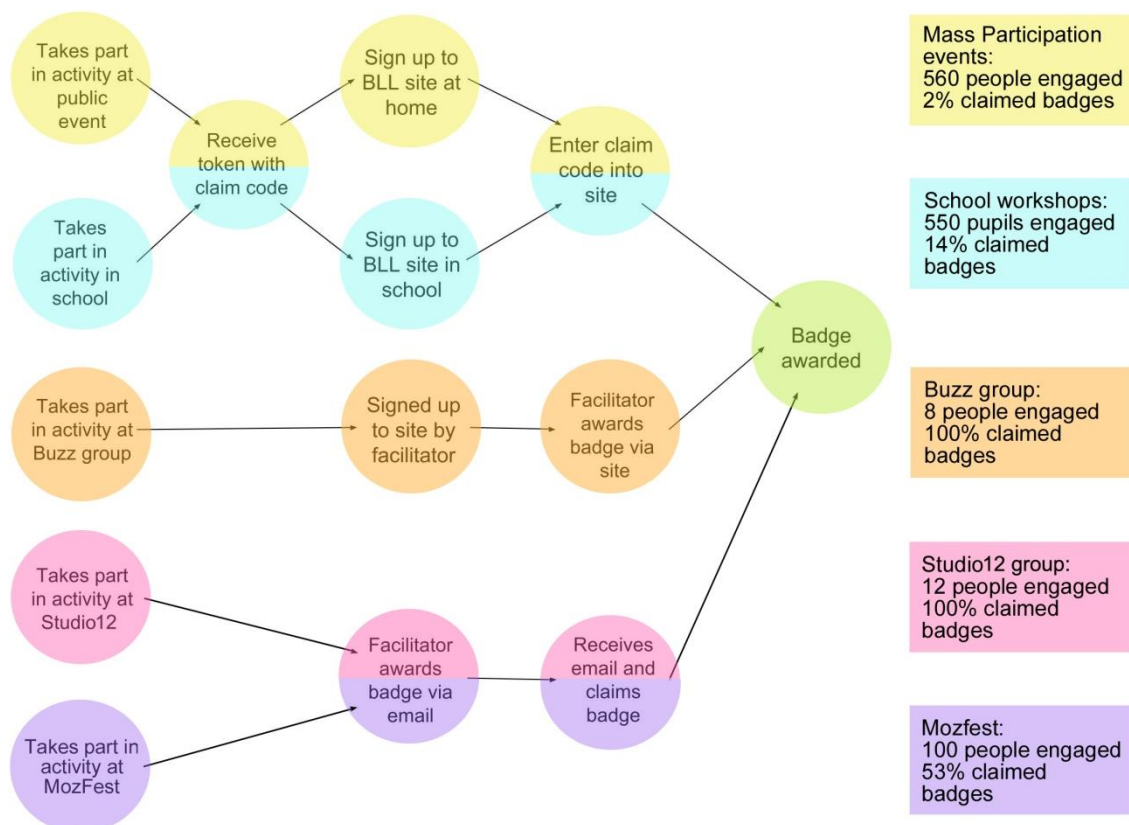 Takes part
in activity at
public
event
Receive
token with
claim code
Sign up to
BLL site at
home
Enter claim
code into
site
Takes
part in
activity in
school
Sign up to
BLL site in
school
Badge
awarded
Takes part
in activity at
Buzz group
Signed up
to site by
facilitator
Facilitator
awards
badge via
site
Takes part
in activity at
Studio12
Facilitator
awards
badge via
email
Receives
email and
claims
badge
Takes part in
activity at
MozFest
Mass Participation
events:
560 people engaged
2% claimed badges
School workshops:
550 pupils engaged
14% claimed
badges
Buzz group:
8 people engaged
100% claimed
badges
Studio12 group:
12 people engaged
100% claimed
badges
Mozfest:
100 people engaged
53% claimed
badges